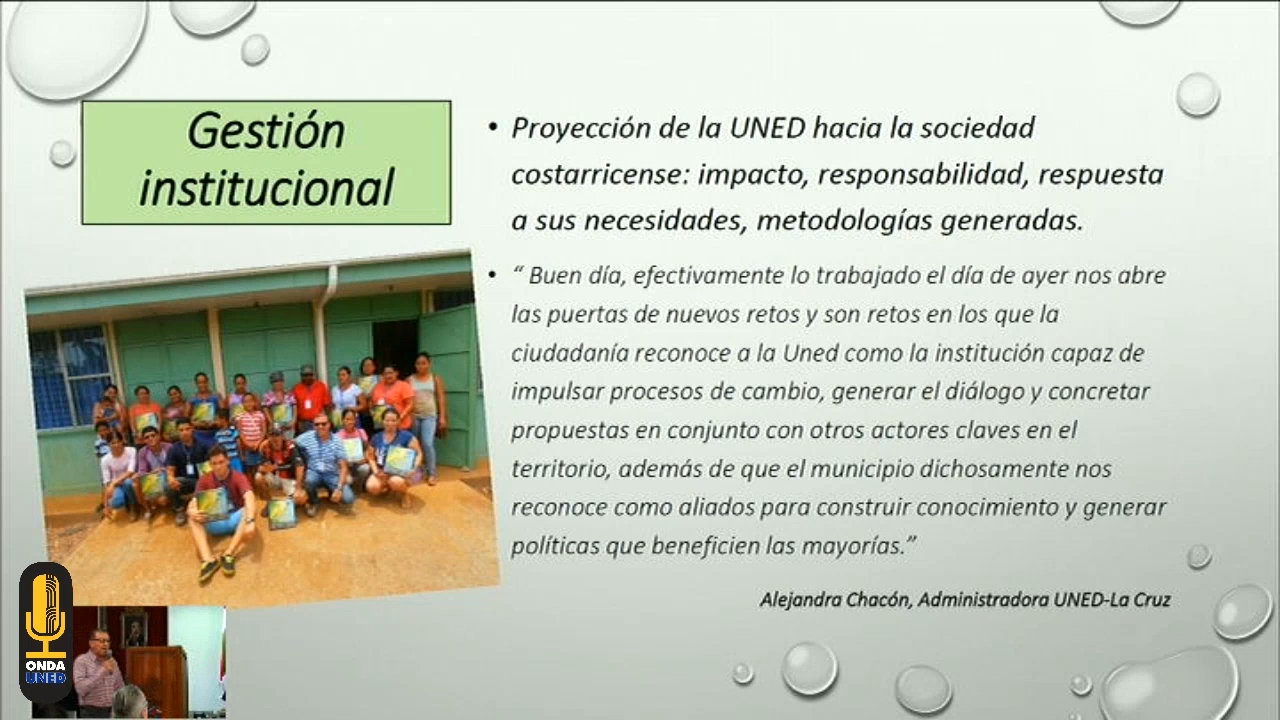 Gestión
institucional
• Proyección de la UNED hacia la sociedad
costarricense: impacto, responsabilidad, respuesta
a sus necesidades, metodologías generadas.
• “ Buen día, efectivamente lo trabajado el día de ayer nos abre
las puertas de nuevos retos y son retos en los que la
ciudadanía reconoce a la Uned como la institución capaz de
impulsar procesos de cambio, generar el diálogo y concretar
propuestas en conjunto con otros actores claves en el
territorio, además de que el municipio dichosamente nos
reconoce como aliados para construir conocimiento y generar
políticas que beneficien las mayorías.”
Alejandra Chacón, Administradora UNED-La Cruz
ONDA
UNED